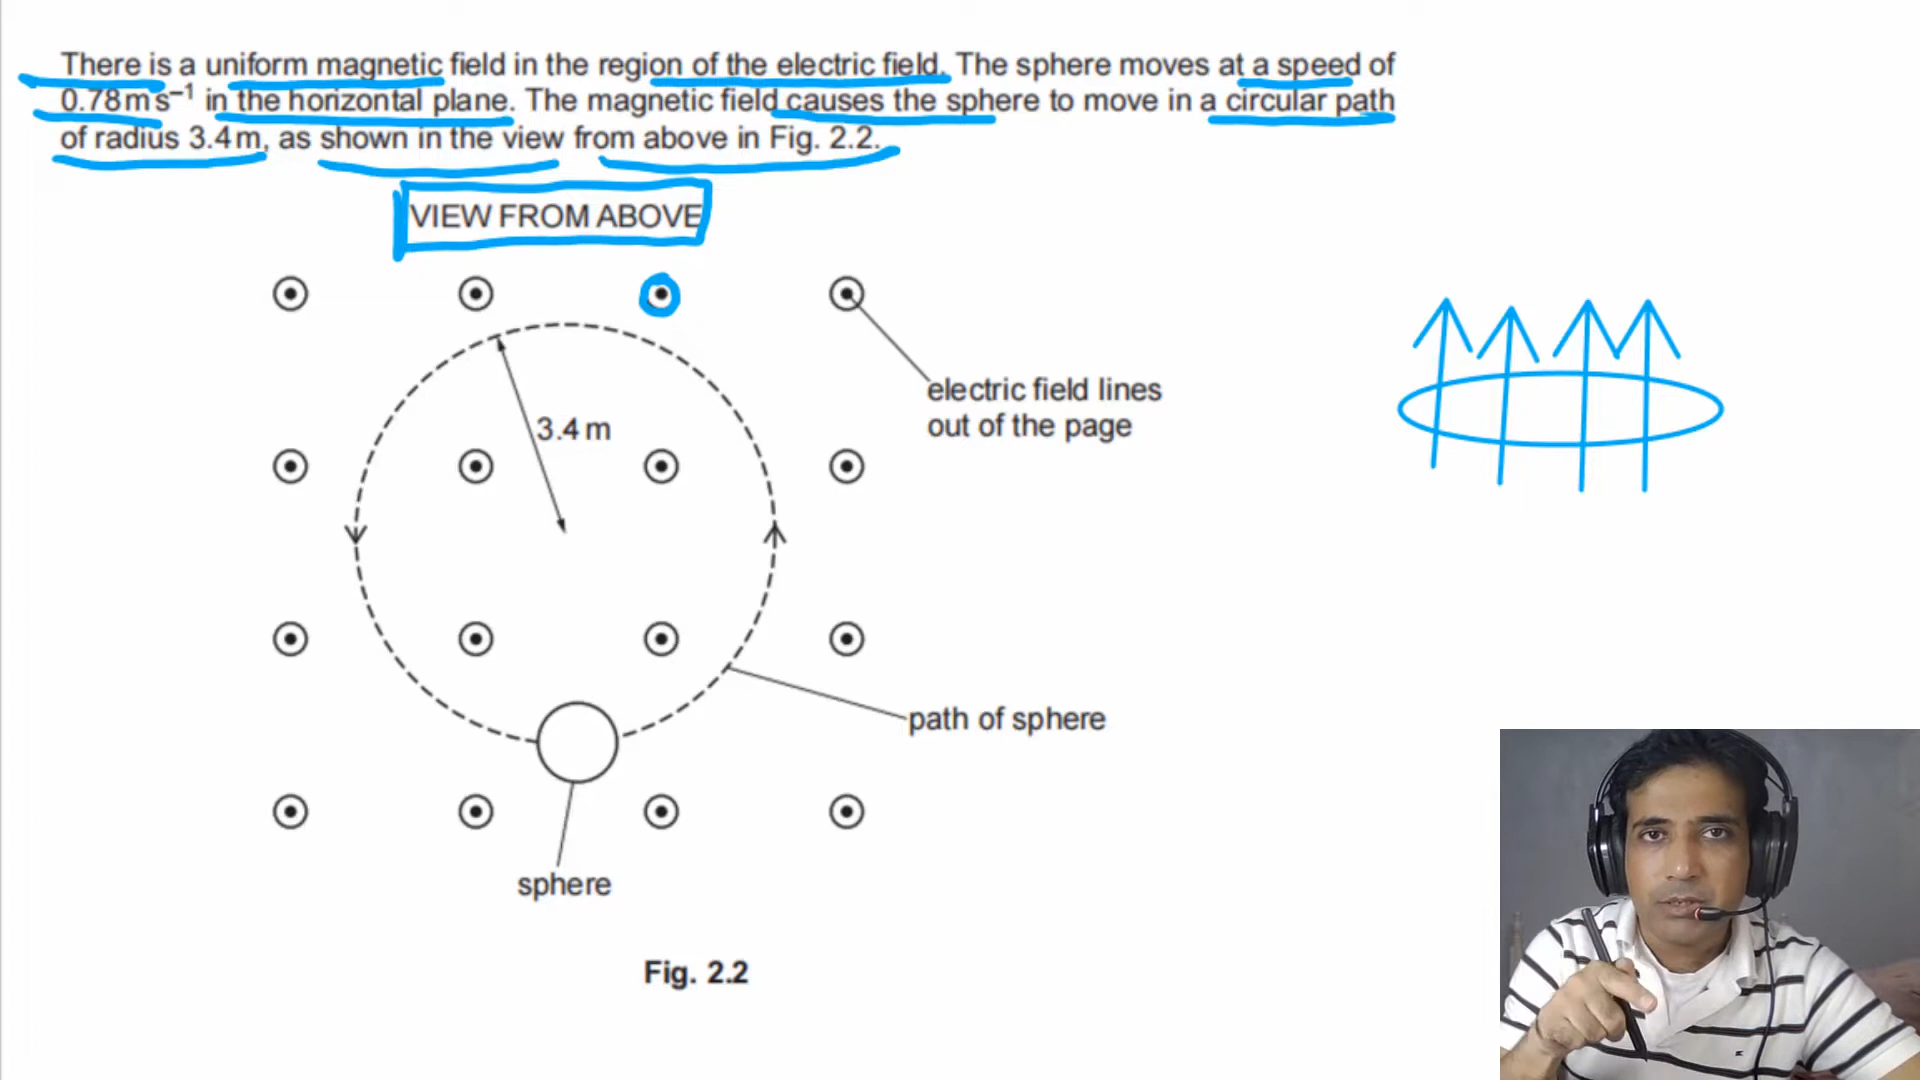 There is a uniform magnetic field in the region of the electric field. The sphere moves at a speed of
0.78 m s⁻¹ in the horizontal plane. The magnetic field causes the sphere to move in a circular path
of radius 3.4 m, as shown in the view from above in Fig. 2.2.
VIEW FROM ABOVE
electric field lines
out of the page
3.4 m
path of sphere
sphere
Fig. 2.2